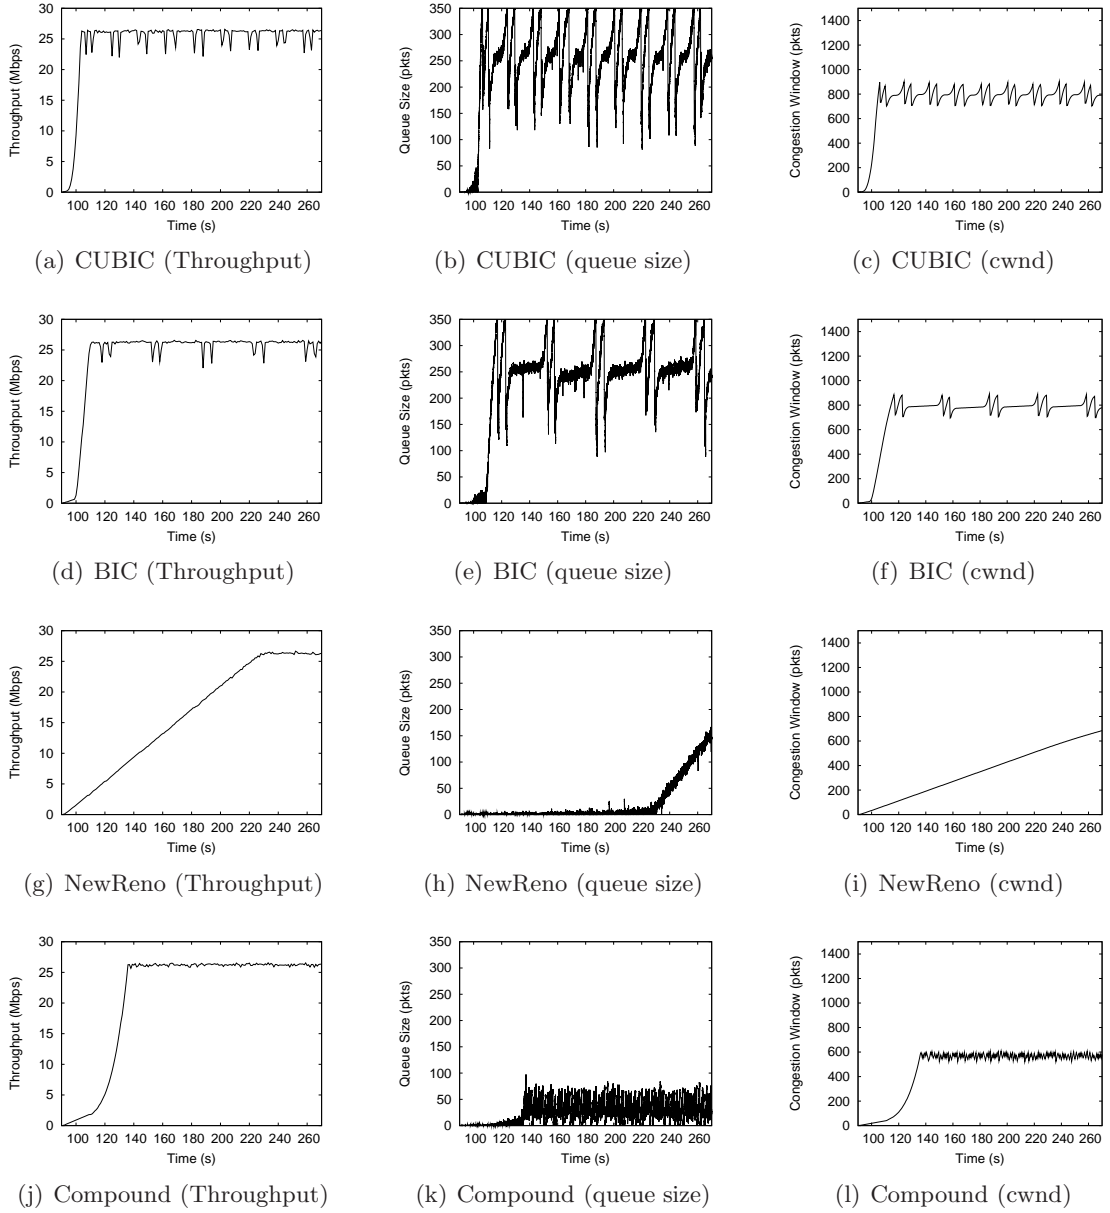 Throughput (Mbps)
30
25
20
15
10
5
0
100 120 140 160 180 200 220 240 260
Time (s)
(a) CUBIC (Throughput)
Queue Size (pkts)
350
300
250
200
150
100
50
0
100 120 140 160 180 200 220 240 260
Time (s)
(b) CUBIC (queue size)
Congestion Window (pkts)
1400
1200
1000
800
600
400
200
0
100 120 140 160 180 200 220 240 260
Time (s)
(c) CUBIC (cwnd)
Throughput (Mbps)
30
25
20
15
10
5
0
100 120 140 160 180 200 220 240 260
Time (s)
(d) BIC (Throughput)
Queue Size (pkts)
350
300
250
200
150
100
50
0
100 120 140 160 180 200 220 240 260
Time (s)
(e) BIC (queue size)
Congestion Window (pkts)
1400
1200
1000
800
600
400
200
0
100 120 140 160 180 200 220 240 260
Time (s)
(f) BIC (cwnd)
Throughput (Mbps)
30
25
20
15
10
5
0
100 120 140 160 180 200 220 240 260
Time (s)
(g) NewReno (Throughput)
Queue Size (pkts)
350
300
250
200
150
100
50
0
100 120 140 160 180 200 220 240 260
Time (s)
(h) NewReno (queue size)
Congestion Window (pkts)
1400
1200
1000
800
600
400
200
0
100 120 140 160 180 200 220 240 260
Time (s)
(i) NewReno (cwnd)
Throughput (Mbps)
30
25
20
15
10
5
0
100 120 140 160 180 200 220 240 260
Time (s)
(j) Compound (Throughput)
Queue Size (pkts)
350
300
250
200
150
100
50
0
100 120 140 160 180 200 220 240 260
Time (s)
(k) Compound (queue size)
Congestion Window (pkts)
1400
1200
1000
800
600
400
200
0
100 120 140 160 180 200 220 240 260
Time (s)
(l) Compound (cwnd)